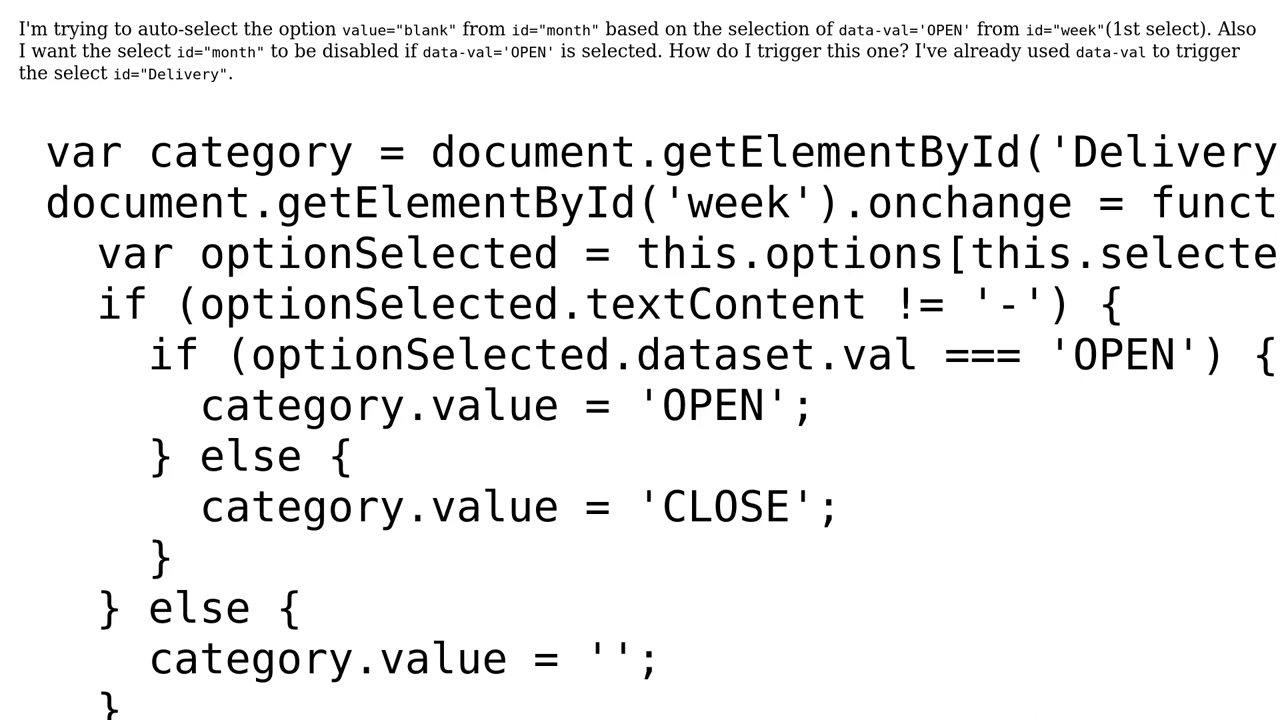 I'm trying to auto-select the option value="blank" from id="month" based on the selection of data-val='OPEN' from id="week"(1st select). Also
I want the select id="month" to be disabled if data-val='OPEN' is selected. How do I trigger this one? I've already used data-val to trigger
the select id="Delivery".
var category = document.getElementById('Delivery
document.getElementById('week').onchange = funct
var optionSelected = this.options[this.selecte
if (optionSelected.textContent != '-') {
if (optionSelected.dataset.val === 'OPEN') {
category.value = 'OPEN';
} else {
category.value = 'CLOSE';
}
} else {
category.value = '';
}